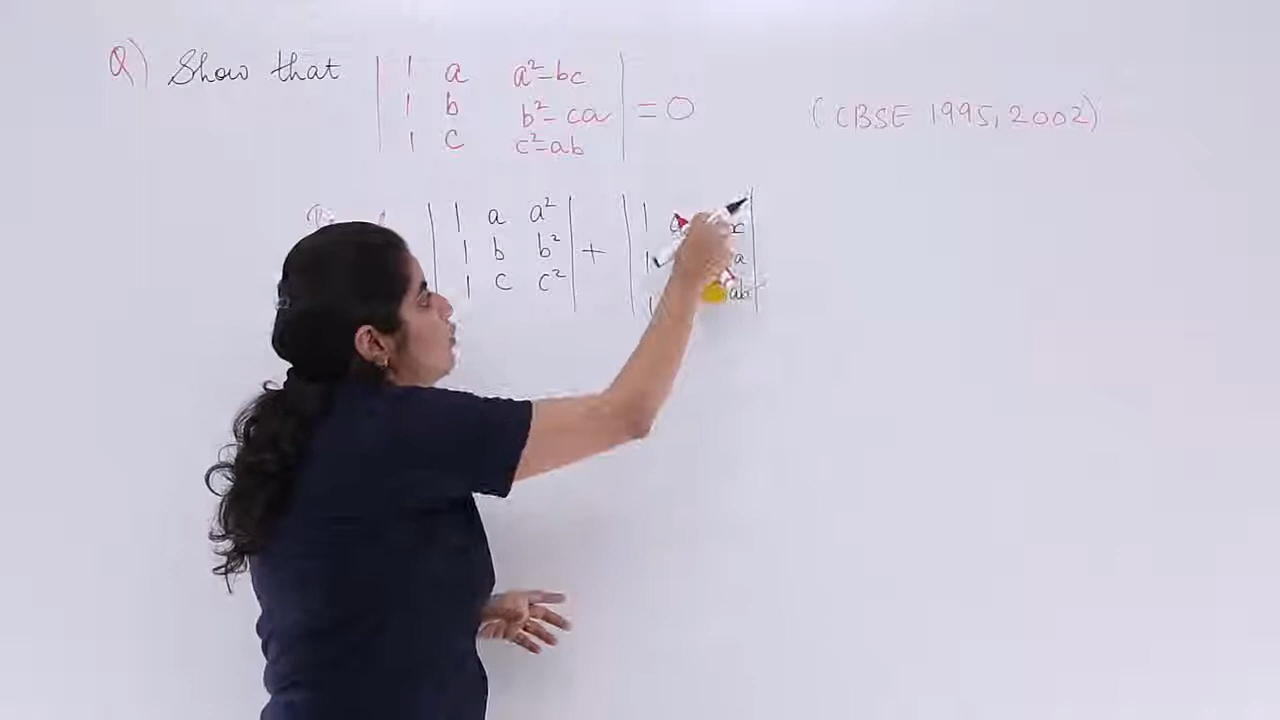 Q) Show that | 1 a a²-bc | = 0 (CBSE 1995, 2002)
| 1 b b²-ca |
| 1 c c²-ab |
| 1 a a² | + | 1
| 1 b b² | | 1 a |
| 1 c c² | | 1 ab |